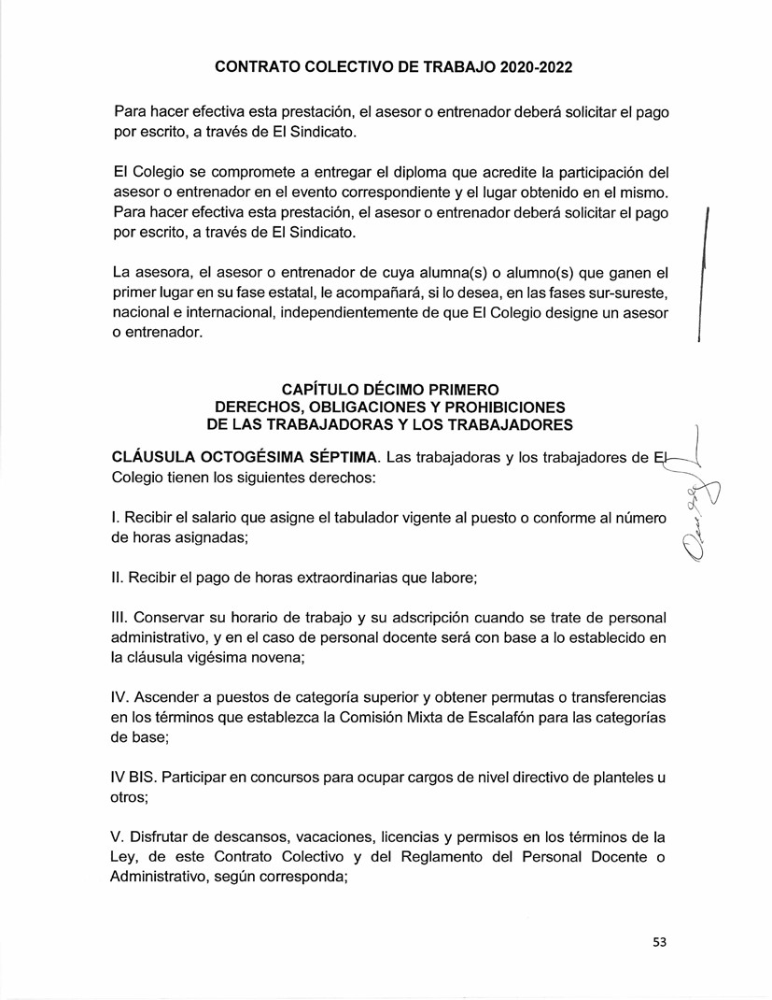 CONTRATO COLECTIVO DE TRABAJO 2020-2022
Para hacer efectiva esta prestación, el asesor o entrenador deberá solicitar el pago
por escrito, a través de El Sindicato.
El Colegio se compromete a entregar el diploma que acredite la participación del
asesor o entrenador en el evento correspondiente y el lugar obtenido en el mismo.
Para hacer efectiva esta prestación, el asesor o entrenador deberá solicitar el pago
por escrito, a través de El Sindicato.
La asesora, el asesor o entrenador de cuya alumna(s) o alumno(s) que ganen el
primer lugar en su fase estatal, le acompañará, si lo desea, en las fases sur-sureste,
nacional e internacional, independientemente de que El Colegio designe un asesor
o entrenador.
CAPÍTULO DÉCIMO PRIMERO
DERECHOS, OBLIGACIONES Y PROHIBICIONES
DE LAS TRABAJADORAS Y LOS TRABAJADORES
CLÁUSULA OCTOGÉSIMA SÉPTIMA. Las trabajadoras y los trabajadores de El
Colegio tienen los siguientes derechos:
I. Recibir el salario que asigne el tabulador vigente al puesto o conforme al número
de horas asignadas;
II. Recibir el pago de horas extraordinarias que labore;
III. Conservar su horario de trabajo y su adscripción cuando se trate de personal
administrativo, y en el caso de personal docente será con base a lo establecido en
la cláusula vigésima novena;
IV. Ascender a puestos de categoría superior y obtener permutas o transferencias
en los términos que establezca la Comisión Mixta de Escalafón para las categorías
de base;
IV BIS. Participar en concursos para ocupar cargos de nivel directivo de planteles u
otros;
V. Disfrutar de descansos, vacaciones, licencias y permisos en los términos de la
Ley, de este Contrato Colectivo y del Reglamento del Personal Docente o
Administrativo, según corresponda;
53